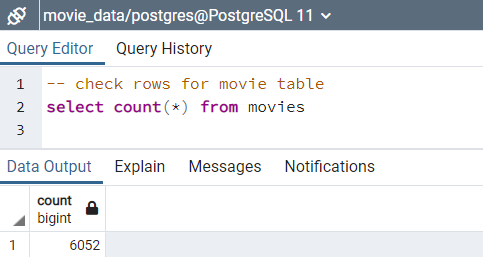 movie_data/postgres@PostgreSQL 11
Query Editor Query History
1 -- check rows for movie table
2 select count(*) from movies
3
Data Output Explain Messages Notifications
count
bigint
1 6052